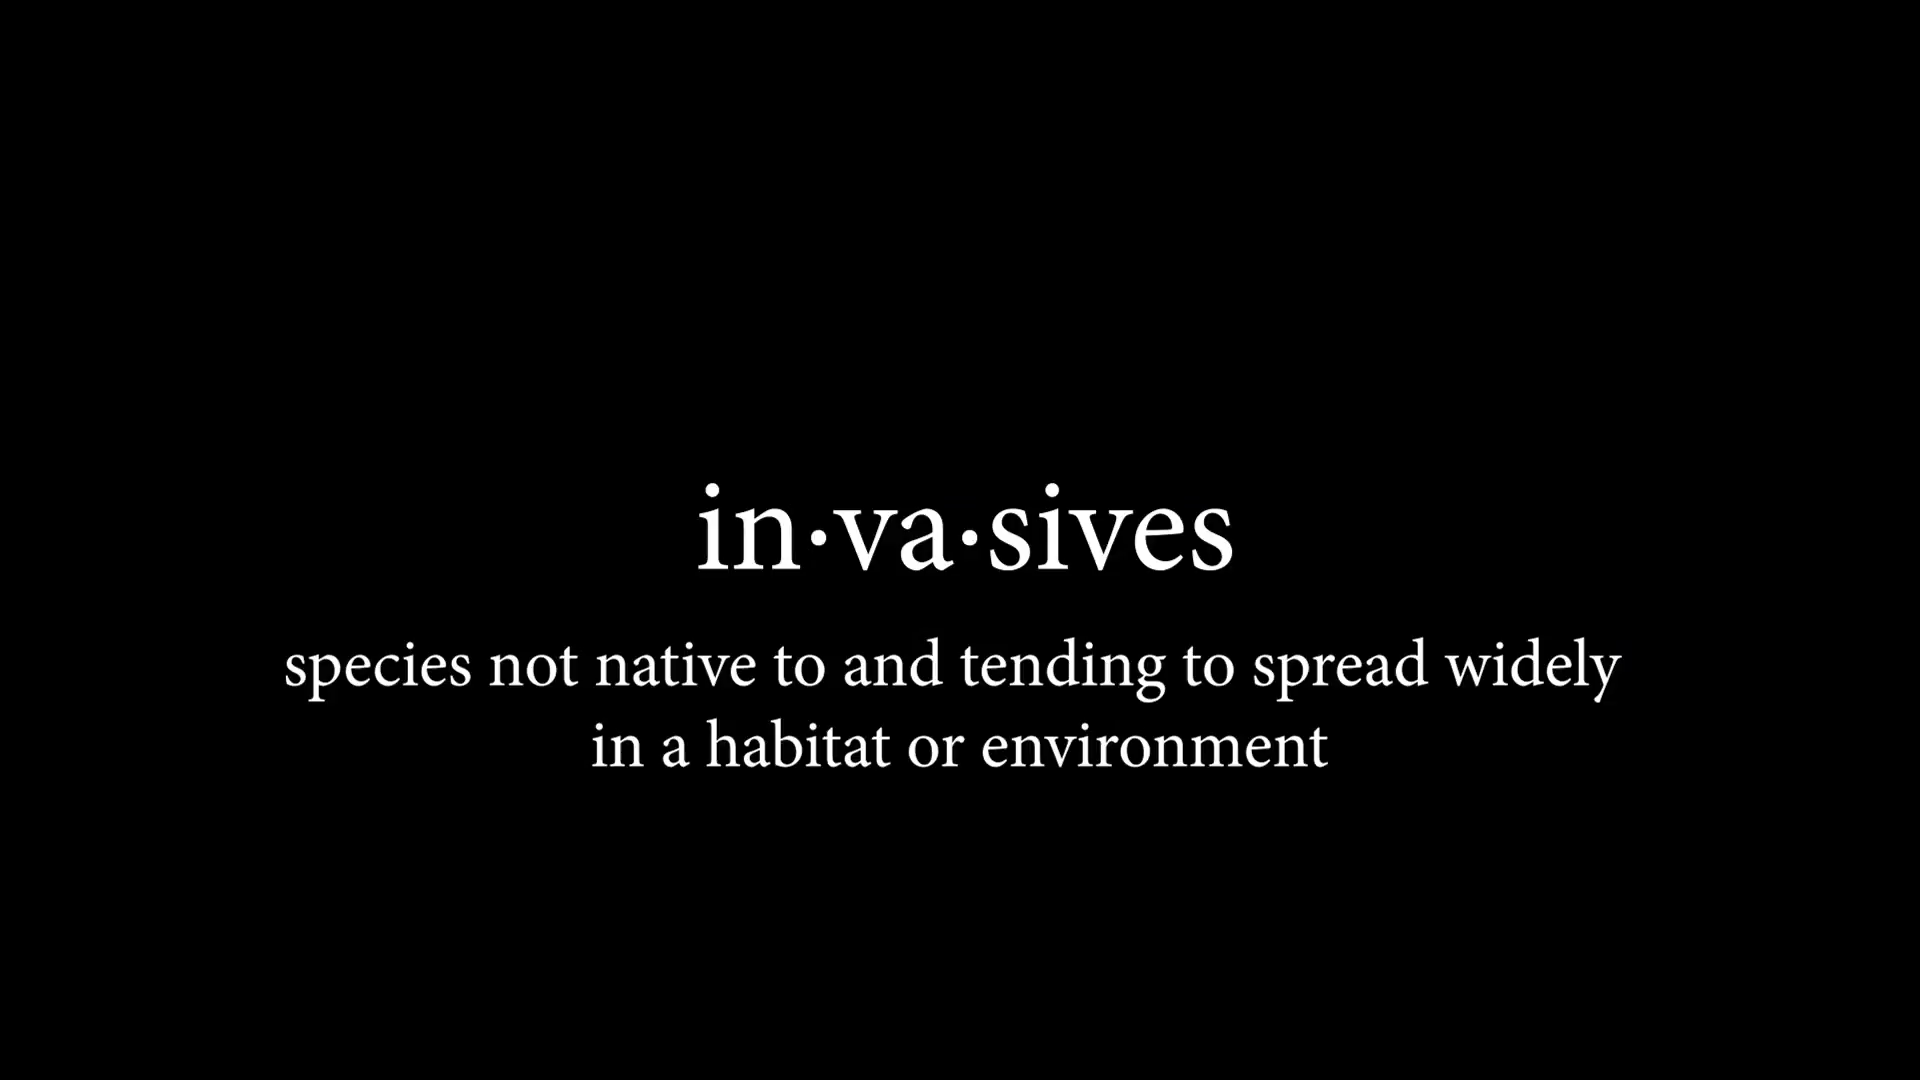 in·va·sives
species not native to and tending to spread widely
in a habitat or environment